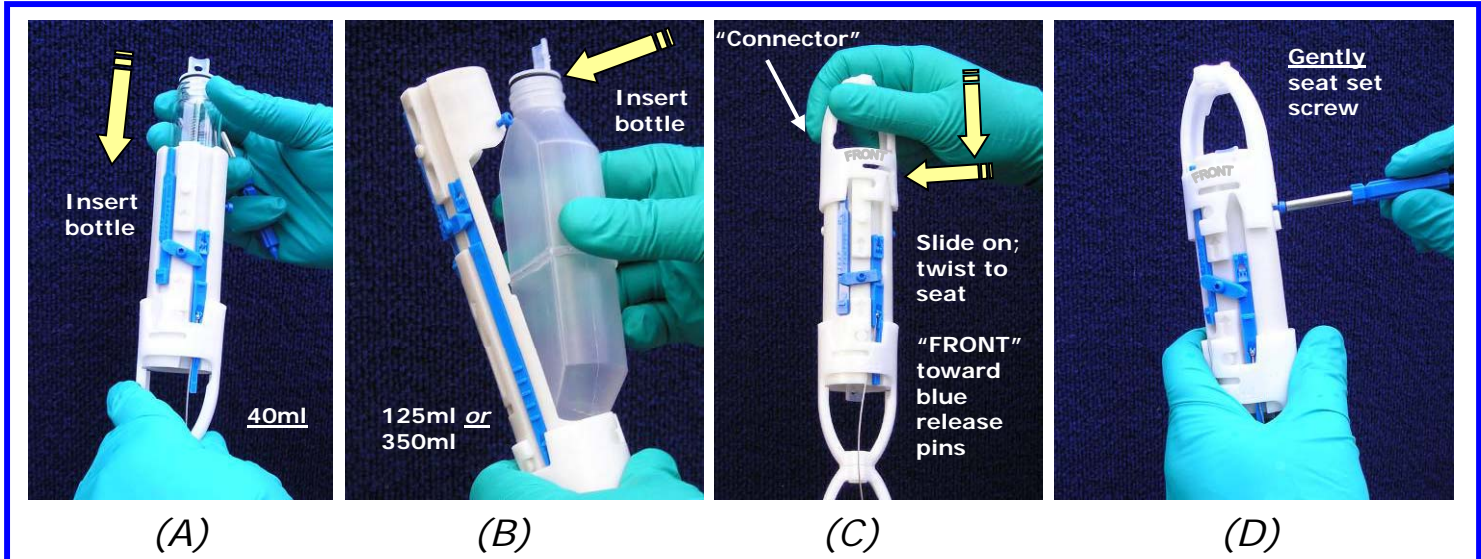 Insert
bottle
40ml
(A)
Insert
bottle
125ml or
350ml
(B)
"Connector"
FRONT
Slide on;
twist to
seat
"FRONT"
toward
blue
release
pins
(C)
Gently
seat set
screw
FRONT
(D)